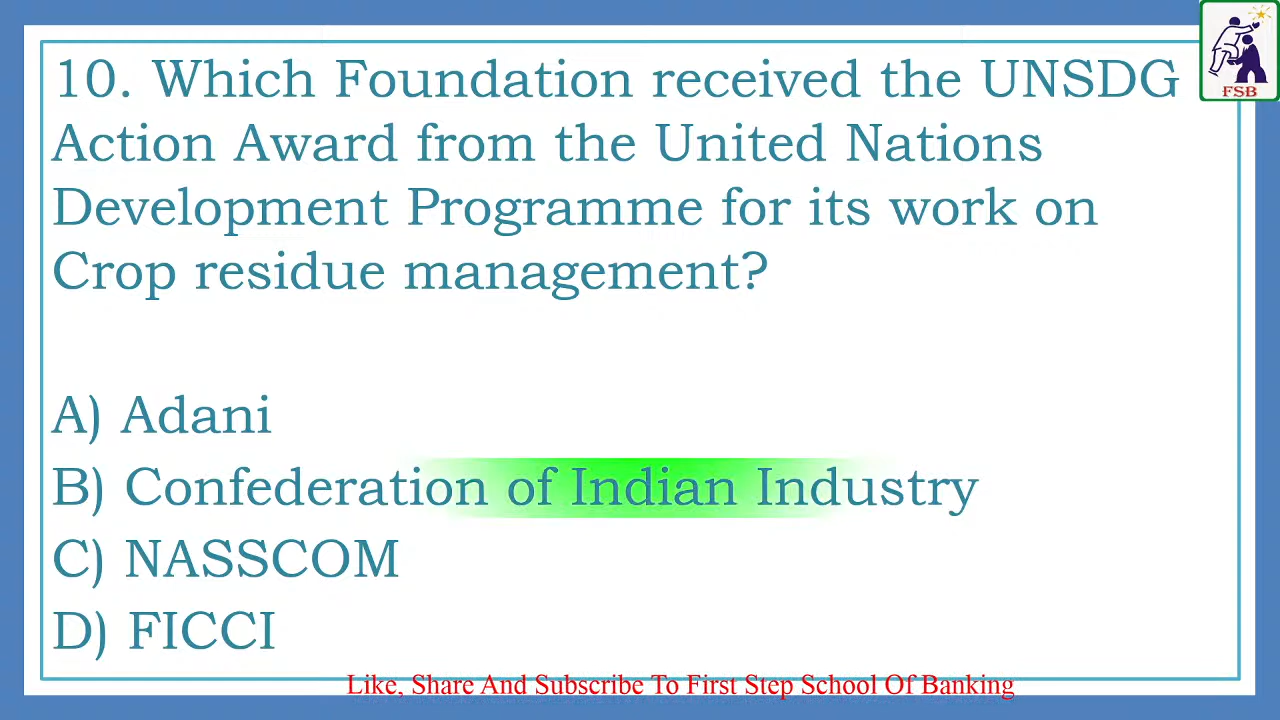 10. Which Foundation received the UNSDG
Action Award from the United Nations
Development Programme for its work on
Crop residue management?
A) Adani
B) Confederation of Indian Industry
C) NASSCOM
D) FICCI
Like, Share And Subscribe To First Step School Of Banking
FSB